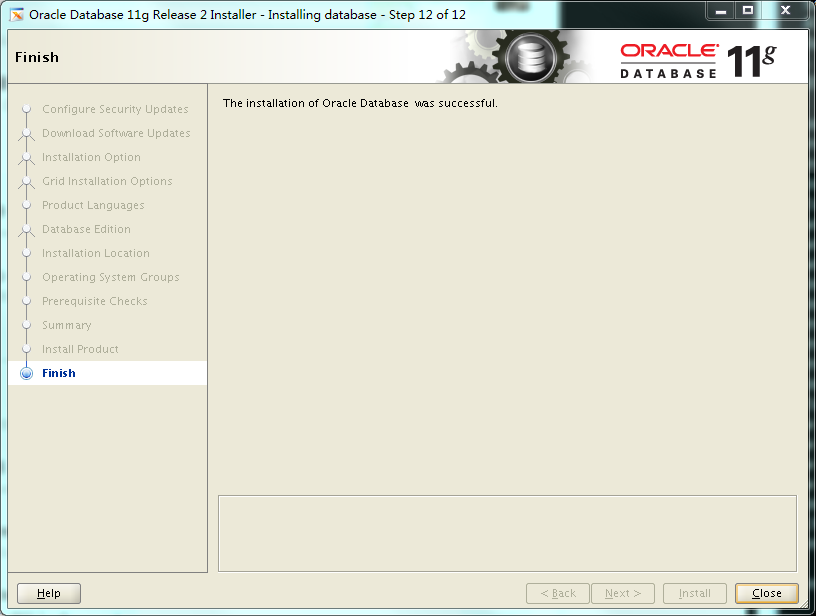 Oracle Database 11g Release 2 Installer - Installing database - Step 12 of 12
Finish
ORACLE
DATABASE
11g
Configure Security Updates
Download Software Updates
Installation Option
Grid Installation Options
Product Languages
Database Edition
Installation Location
Operating System Groups
Prerequisite Checks
Summary
Install Product
Finish
The installation of Oracle Database was successful.
Help
< Back
Next >
Install
Close